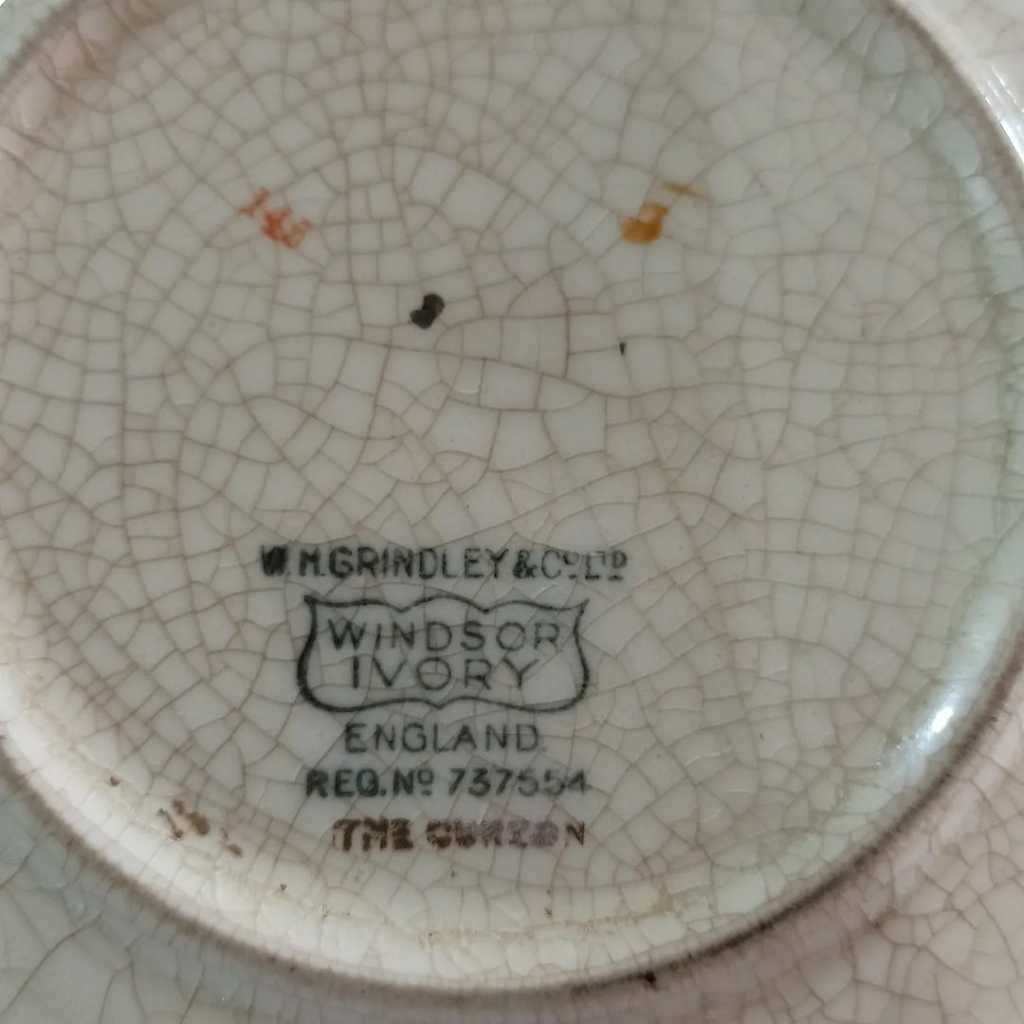 W.H.GRINDLEY & Cº LTD
WINDSOR
IVORY
ENGLAND.
REG. Nº 737554
THE CURZON